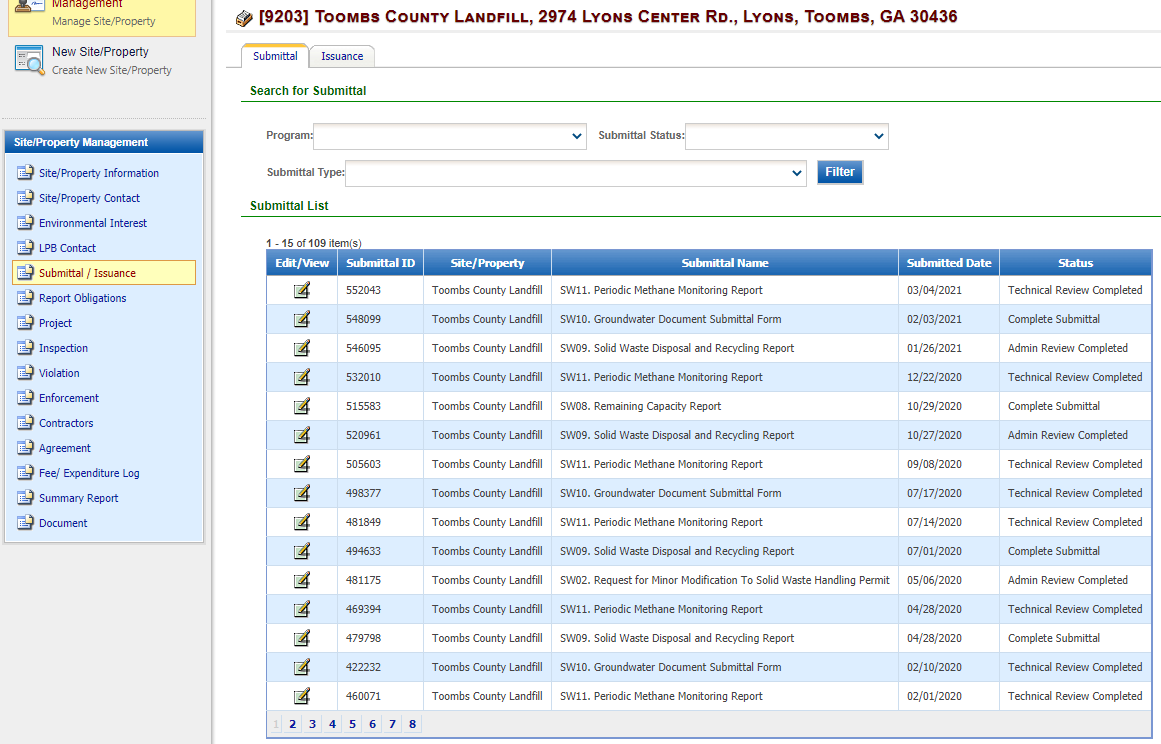 Management
Manage Site/Property
New Site/Property
Create New Site/Property
Site/Property Management
Site/Property Information
Site/Property Contact
Environmental Interest
LPB Contact
Submittal / Issuance
Report Obligations
Project
Inspection
Violation
Enforcement
Contractors
Agreement
Fee/ Expenditure Log
Summary Report
Document
[9203] Toombs County Landfill, 2974 Lyons Center Rd., Lyons, Toombs, GA 30436
Submittal Issuance
Search for Submittal
Program: Submittal Status:
Submittal Type: Filter
Submittal List
1 - 15 of 109 item(s)
Edit/View Submittal ID Site/Property Submittal Name Submitted Date Status
552043 Toombs County Landfill SW11. Periodic Methane Monitoring Report 03/04/2021 Technical Review Completed
548099 Toombs County Landfill SW10. Groundwater Document Submittal Form 02/03/2021 Complete Submittal
546095 Toombs County Landfill SW09. Solid Waste Disposal and Recycling Report 01/26/2021 Admin Review Completed
532010 Toombs County Landfill SW11. Periodic Methane Monitoring Report 12/22/2020 Technical Review Completed
515583 Toombs County Landfill SW08. Remaining Capacity Report 10/29/2020 Complete Submittal
520961 Toombs County Landfill SW09. Solid Waste Disposal and Recycling Report 10/27/2020 Admin Review Completed
505603 Toombs County Landfill SW11. Periodic Methane Monitoring Report 09/08/2020 Technical Review Completed
498377 Toombs County Landfill SW10. Groundwater Document Submittal Form 07/17/2020 Technical Review Completed
481849 Toombs County Landfill SW11. Periodic Methane Monitoring Report 07/14/2020 Technical Review Completed
494633 Toombs County Landfill SW09. Solid Waste Disposal and Recycling Report 07/01/2020 Complete Submittal
481175 Toombs County Landfill SW02. Request for Minor Modification To Solid Waste Handling Permit 05/06/2020 Admin Review Completed
469394 Toombs County Landfill SW11. Periodic Methane Monitoring Report 04/28/2020 Technical Review Completed
479798 Toombs County Landfill SW09. Solid Waste Disposal and Recycling Report 04/28/2020 Complete Submittal
422232 Toombs County Landfill SW10. Groundwater Document Submittal Form 02/10/2020 Technical Review Completed
460071 Toombs County Landfill SW11. Periodic Methane Monitoring Report 02/01/2020 Technical Review Completed
1 2 3 4 5 6 7 8